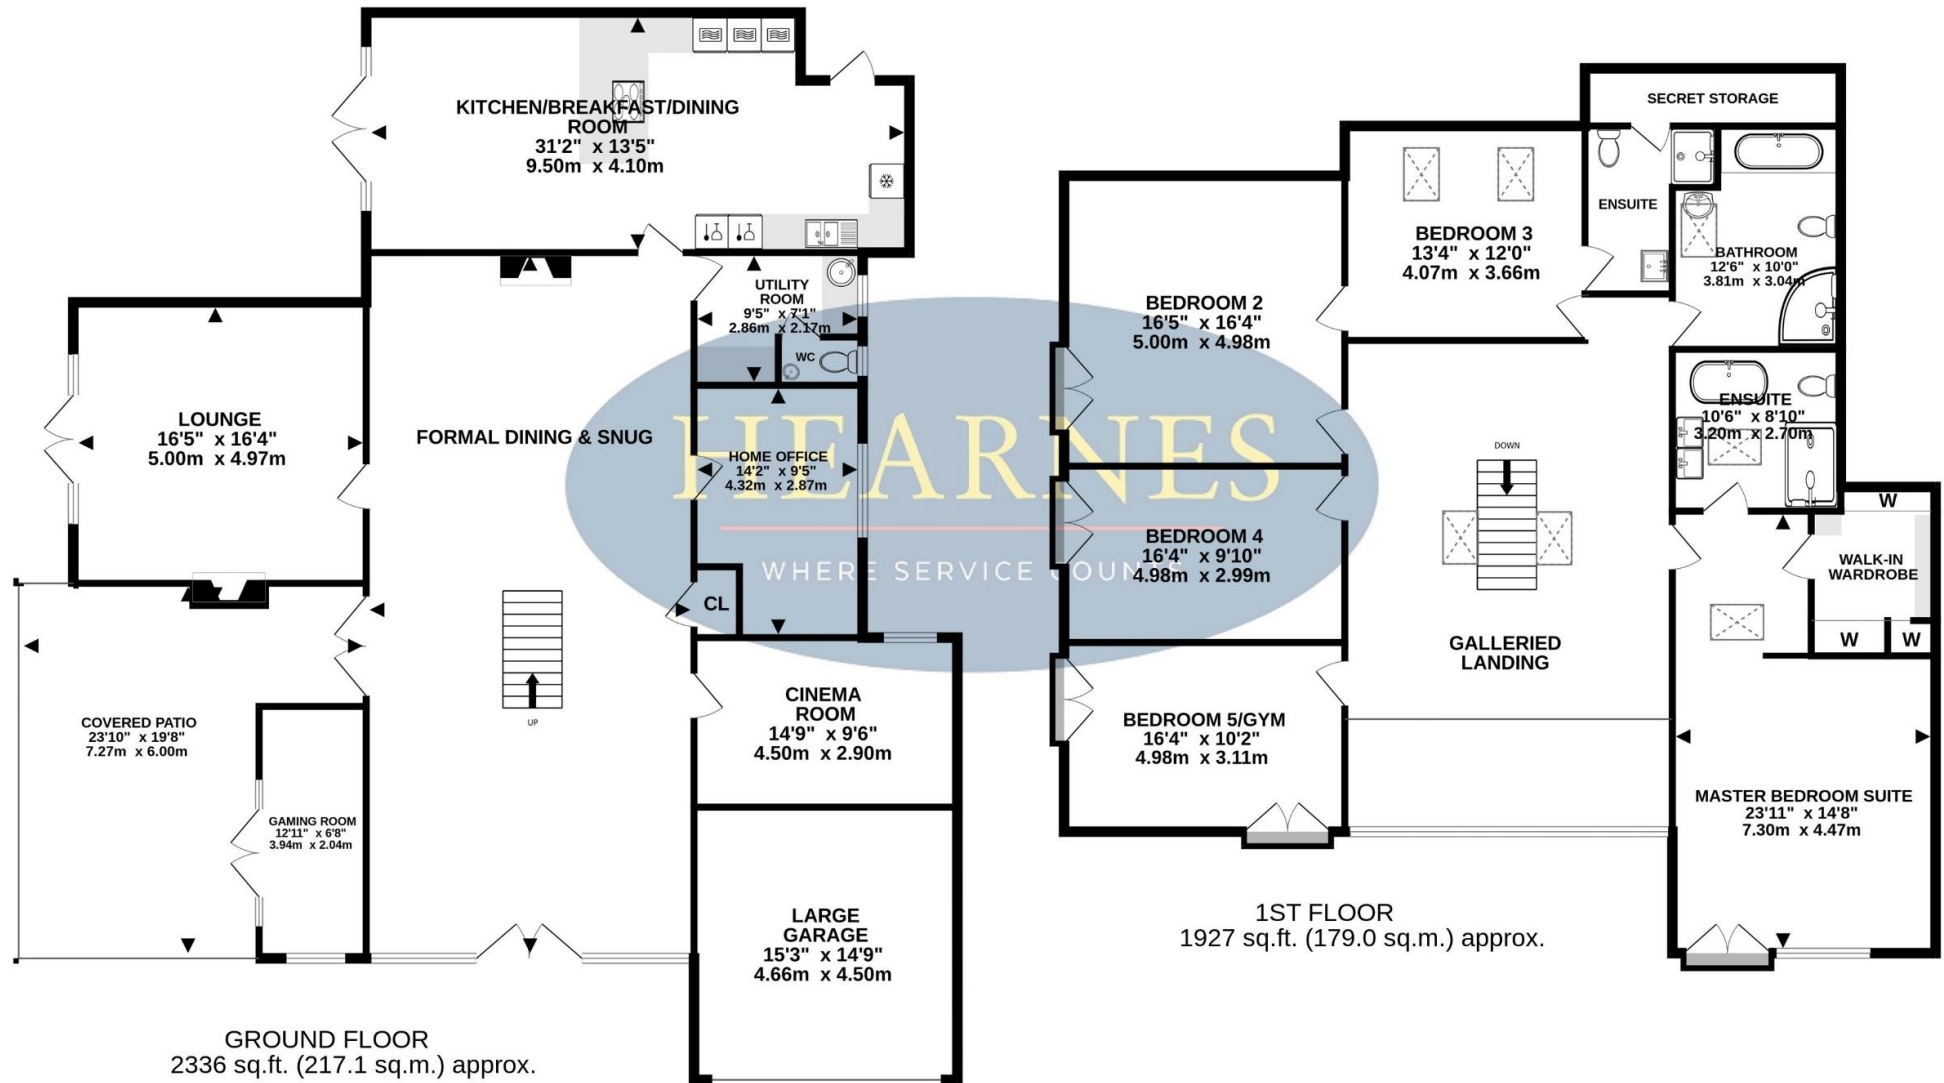 KITCHEN/BREAKFAST/DINING
ROOM
31'2" x 13'5"
9.50m x 4.10m
UTILITY
ROOM
9'5" x 7'1"
2.86m x 2.17m
WC
LOUNGE
16'5" x 16'4"
5.00m x 4.97m
FORMAL DINING & SNUG
HOME OFFICE
14'2" x 9'5"
4.32m x 2.87m
CL
UP
COVERED PATIO
23'10" x 19'8"
7.27m x 6.00m
GAMING ROOM
12'11" x 6'8"
3.94m x 2.04m
CINEMA
ROOM
14'9" x 9'6"
4.50m x 2.90m
LARGE
GARAGE
15'3" x 14'9"
4.66m x 4.50m
GROUND FLOOR
2336 sq.ft. (217.1 sq.m.) approx.
HEARNES
WHERE SERVICE COUNTS
SECRET STORAGE
ENSUITE
BEDROOM 3
13'4" x 12'0"
4.07m x 3.66m
BATHROOM
12'6" x 10'0"
3.81m x 3.04m
BEDROOM 2
16'5" x 16'4"
5.00m x 4.98m
ENSUITE
10'6" x 8'10"
3.20m x 2.70m
DOWN
BEDROOM 4
16'4" x 9'10"
4.98m x 2.99m
W
WALK-IN
WARDROBE
W
W
GALLERIED
LANDING
BEDROOM 5/GYM
16'4" x 10'2"
4.98m x 3.11m
MASTER BEDROOM SUITE
23'11" x 14'8"
7.30m x 4.47m
1ST FLOOR
1927 sq.ft. (179.0 sq.m.) approx.